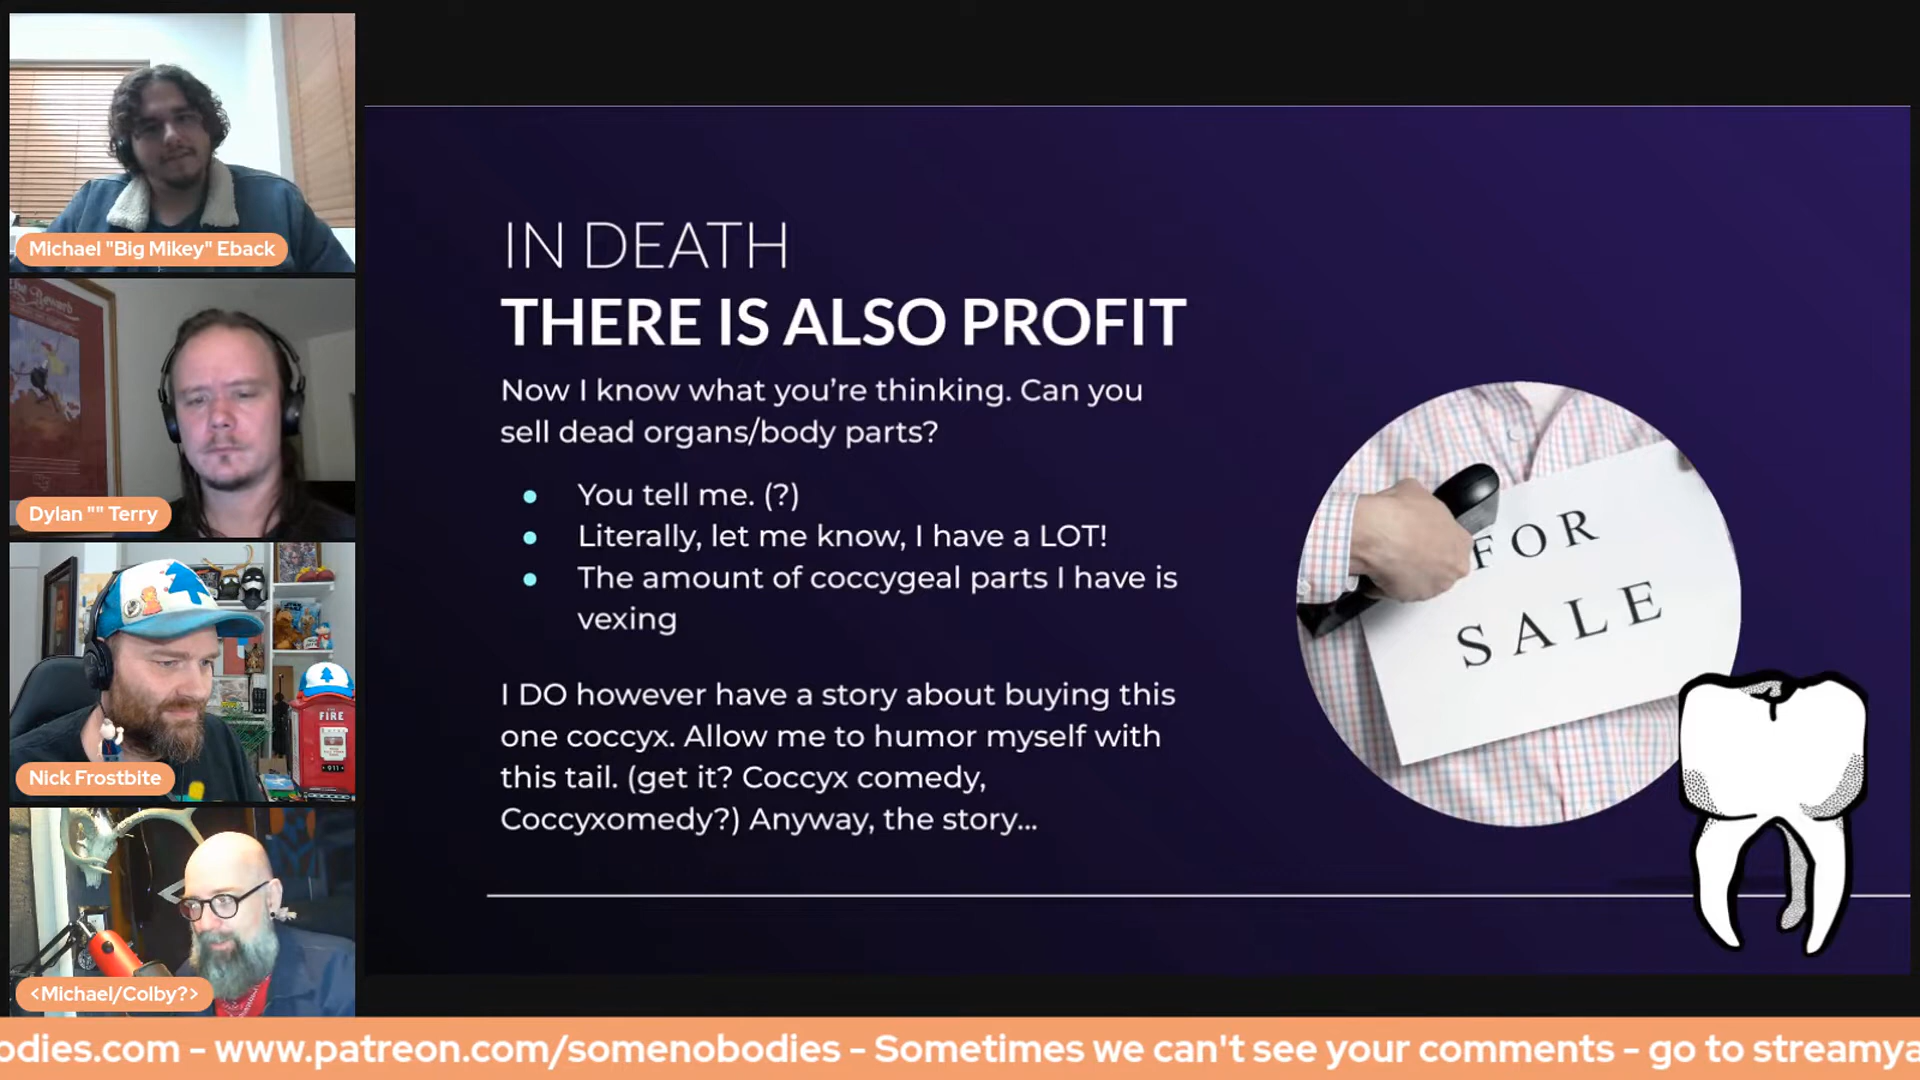 The Reward
Michael "Big Mikey" Eback
Dylan "" Terry
FIRE
911
Nick Frostbite
<Michael/Colby?>
IN DEATH
THERE IS ALSO PROFIT
Now I know what you're thinking. Can you
sell dead organs/body parts?
• You tell me. (?)
• Literally, let me know, I have a LOT!
• The amount of coccygeal parts I have is
vexing
I DO however have a story about buying this
one coccyx. Allow me to humor myself with
this tail. (get it? Coccyx comedy,
Coccyxomedy?) Anyway, the story...
FOR
SALE
odies.com - www.patreon.com/somenobodies - Sometimes we can't see your comments - go to streamya